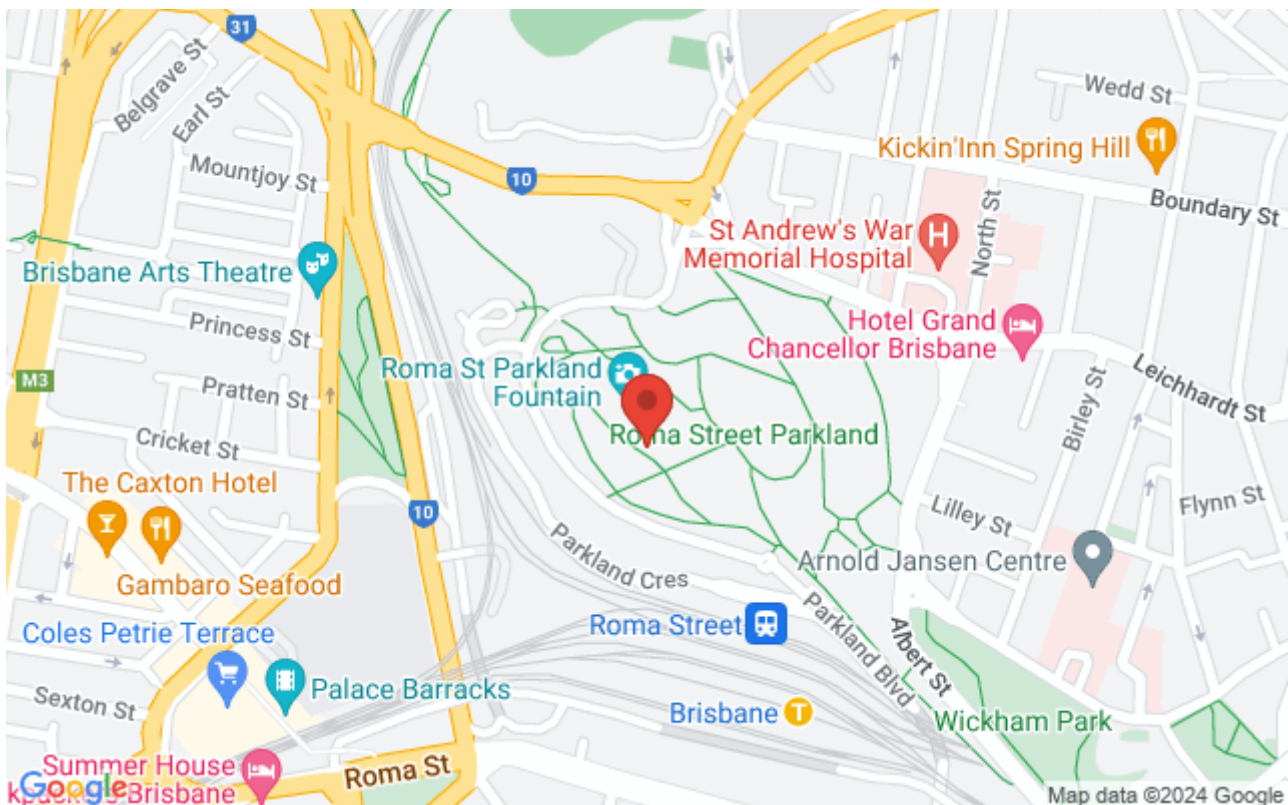 31
Belgrave St
Earl St
Wedd St
Kickin'Inn Spring Hill
Mountjoy St
10
Boundary St
North St
St Andrew's War
Memorial Hospital
Brisbane Arts Theatre
Princess St
Hotel Grand
Chancellor Brisbane
Roma St Parkland
Fountain
M3
Pratten St
Leichhardt St
Birley St
Roma Street Parkland
Cricket St
The Caxton Hotel
10
Lilley St
Flynn St
Gambaro Seafood
Parkland Cres
Arnold Jansen Centre
Coles Petrie Terrace
Roma Street
Parkland Blvd
Albert St
Palace Barracks
Sexton St
Brisbane
T
Wickham Park
Summer House
Brisbane
Roma St
Google
Map data ©2024 Google
H